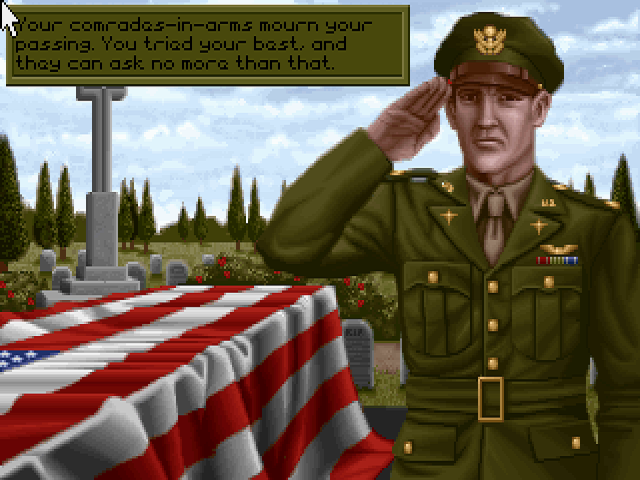 Your comrades-in-arms mourn your
passing. You tried your best, and
they can ask no more than that.
U.S
RIP